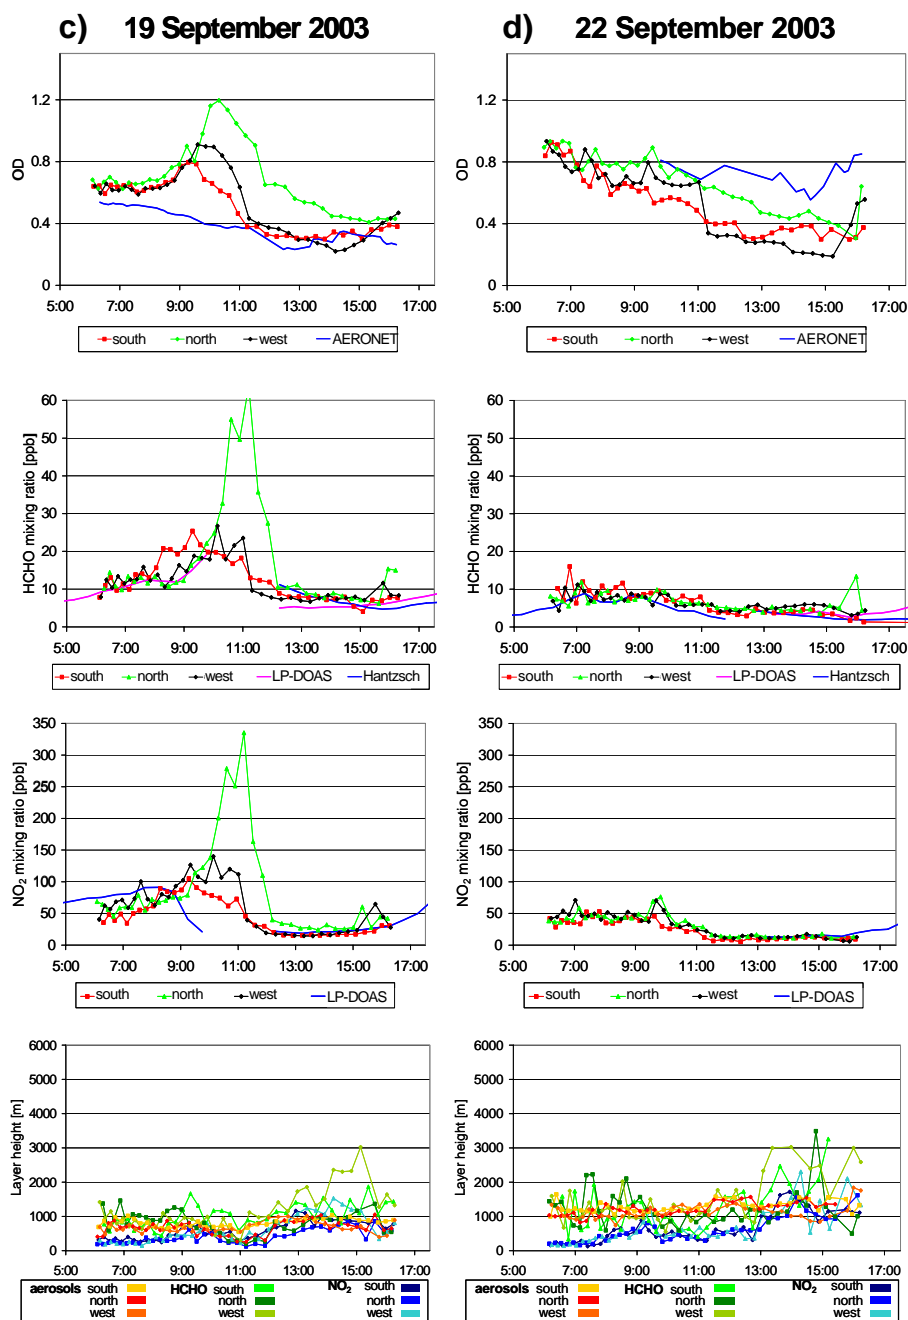 c) 19 September 2003
d) 22 September 2003
OD
1.2
0.8
0.4
0
5:00 7:00 9:00 11:00 13:00 15:00 17:00
south north west AERONET
OD
1.2
0.8
0.4
0
5:00 7:00 9:00 11:00 13:00 15:00 17:00
south north west AERONET
HCHO mixing ratio [ppb]
60
50
40
30
20
10
0
5:00 7:00 9:00 11:00 13:00 15:00 17:00
south north west LP-DOAS Hantzsch
HCHO mixing ratio [ppb]
60
50
40
30
20
10
0
5:00 7:00 9:00 11:00 13:00 15:00 17:00
south north west LP-DOAS Hantzsch
NO2 mixing ratio [ppb]
350
300
250
200
150
100
50
0
5:00 7:00 9:00 11:00 13:00 15:00 17:00
south north west LP-DOAS
NO2 mixing ratio [ppb]
350
300
250
200
150
100
50
0
5:00 7:00 9:00 11:00 13:00 15:00 17:00
south north west LP-DOAS
Layer height [m]
6000
5000
4000
3000
2000
1000
0
5:00 7:00 9:00 11:00 13:00 15:00 17:00
aerosols south HCHO south NO2 south
north north north
west west west
Layer height [m]
6000
5000
4000
3000
2000
1000
0
5:00 7:00 9:00 11:00 13:00 15:00 17:00
aerosols south HCHO south NO2 south
north north north
west west west